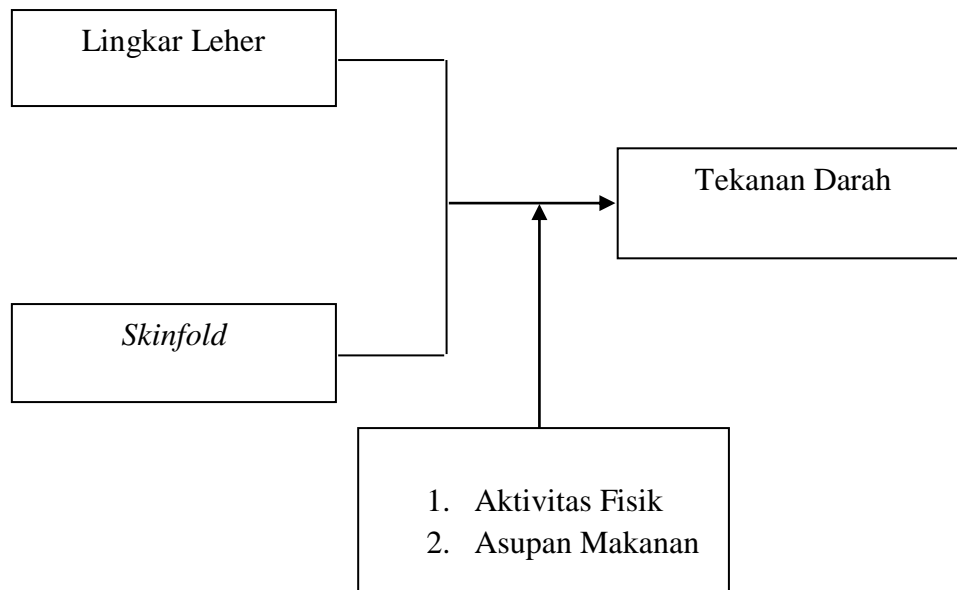 Lingkar Leher
Tekanan Darah
Skinfold
1. Aktivitas Fisik
2. Asupan Makanan